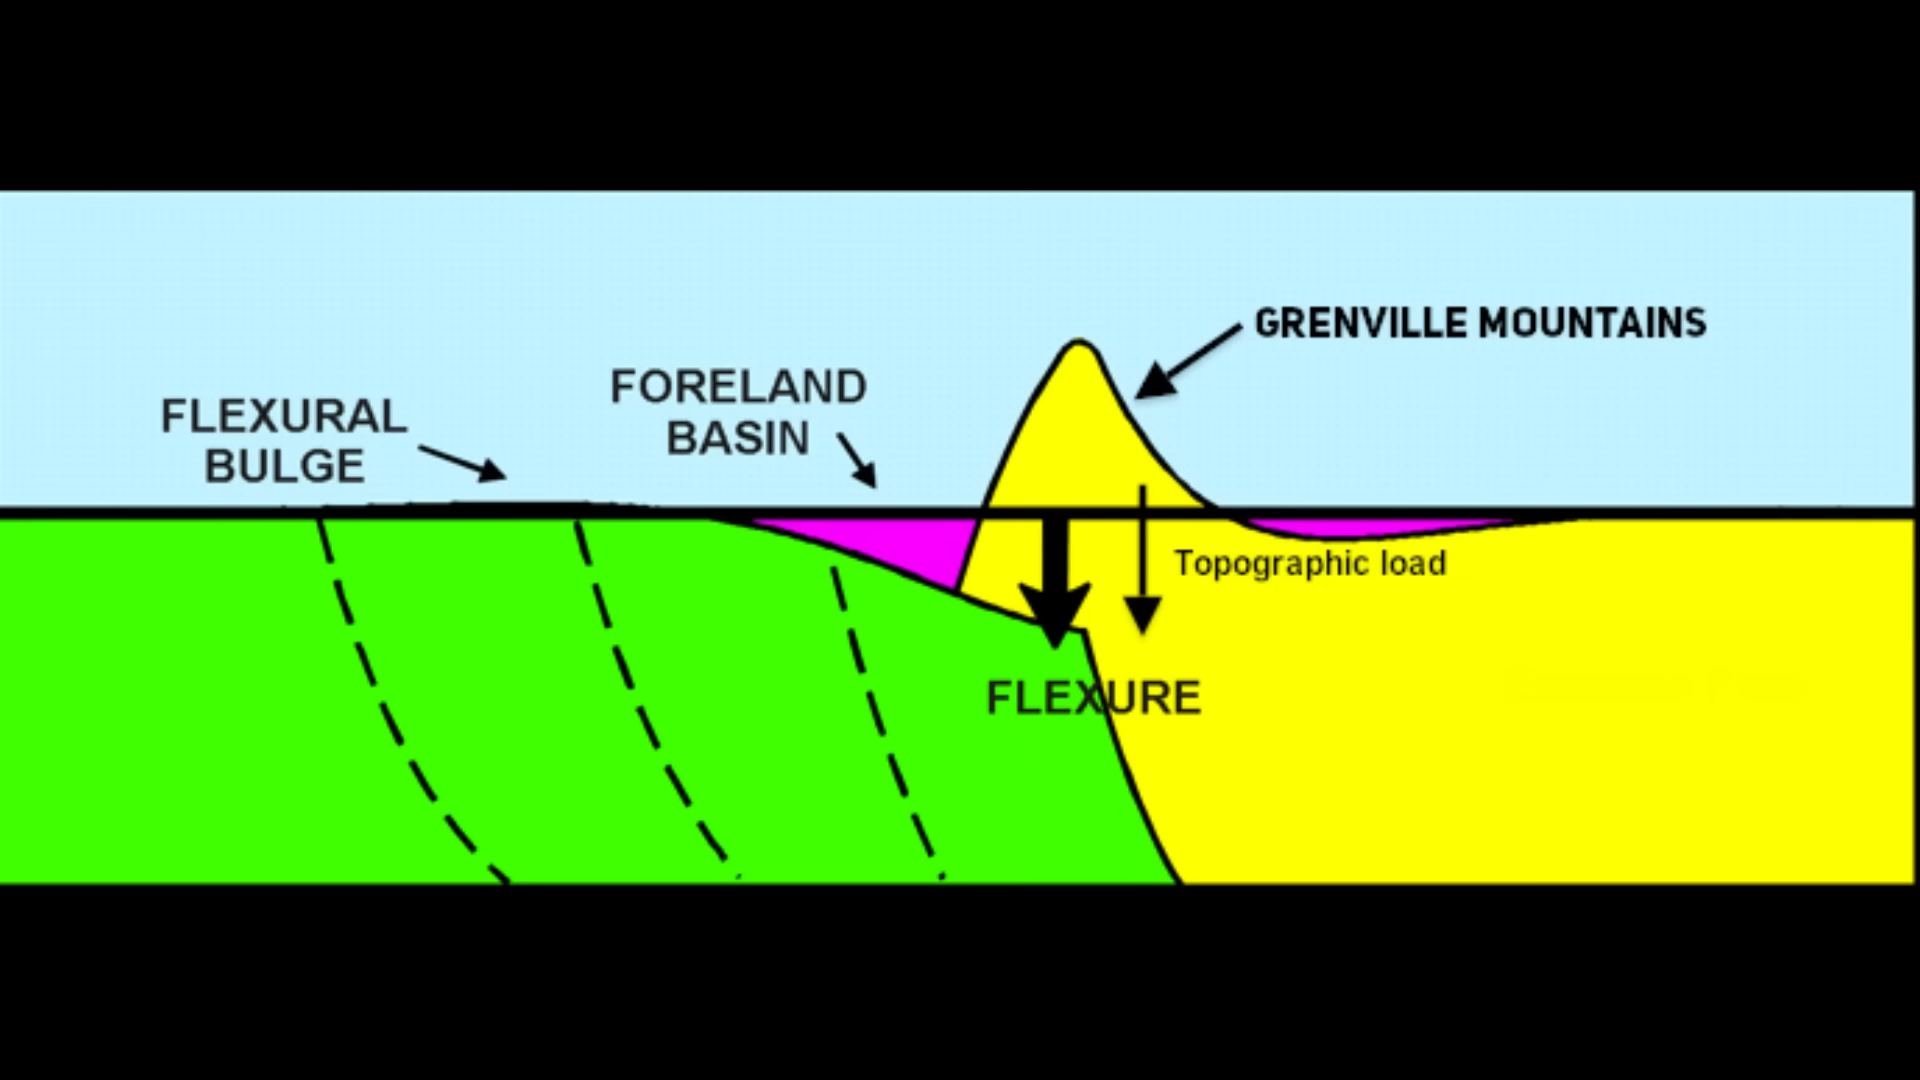 GRENVILLE MOUNTAINS
FORELAND
BASIN
FLEXURAL
BULGE
Topographic load
FLEXURE